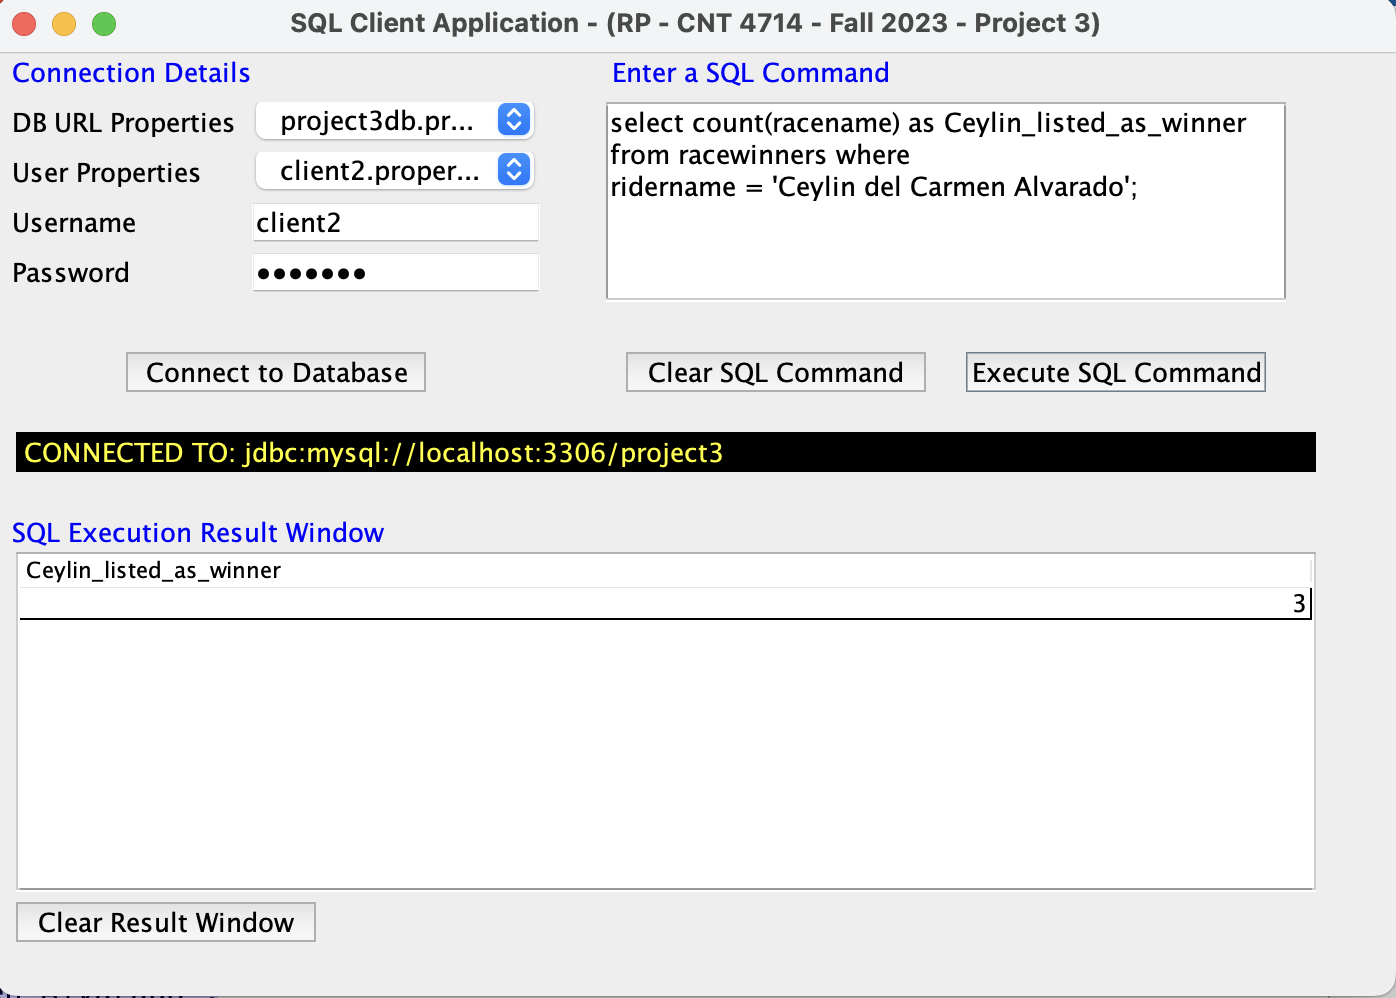 SQL Client Application - (RP - CNT 4714 - Fall 2023 - Project 3)
Connection Details
Enter a SQL Command
DB URL Properties
project3db.pr...
User Properties
client2.proper...
Username
client2
Password
•••••••
select count(racename) as Ceylin_listed_as_winner
from racewinners where
ridername = 'Ceylin del Carmen Alvarado';
Connect to Database
Clear SQL Command
Execute SQL Command
CONNECTED TO: jdbc:mysql://localhost:3306/project3
SQL Execution Result Window
Ceylin_listed_as_winner
3
Clear Result Window